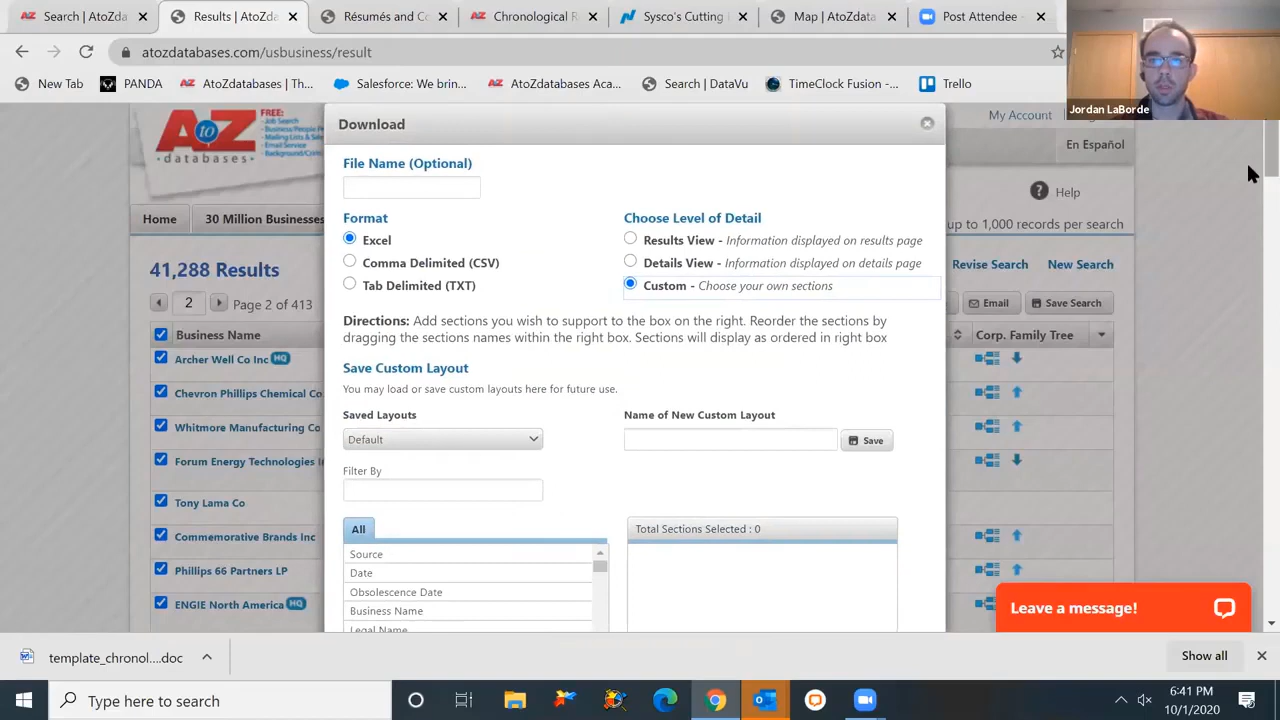 Search | AtoZdatab
Results | AtoZdatab
Résumés and Co
Chronological R
Sysco's Cutting
Map | AtoZdatab
Post Attendee -
atozdatabases.com/usbusiness/result
New Tab
PANDA
AtoZdatabases | Th...
Salesforce: We brin...
AtoZdatabases Aca...
Search | DataVu
TimeClock Fusion -...
Trello
Jordan LaBorde
A to Z
databases
FREE:
Job Search
My Account
En Español
Help
Home
30 Million Businesses
up to 1,000 records per search
41,288 Results
Revise Search
New Search
2
Page 2 of 413
Email
Save Search
Business Name
Corp. Family Tree
Archer Well Co Inc HQ
Chevron Phillips Chemical Co
Whitmore Manufacturing Co
Forum Energy Technologies I
Tony Lama Co
Commemorative Brands Inc
Phillips 66 Partners LP
ENGIE North America HQ
Download
File Name (Optional)
Format
Excel
Comma Delimited (CSV)
Tab Delimited (TXT)
Choose Level of Detail
Results View - Information displayed on results page
Details View - Information displayed on details page
Custom - Choose your own sections
Directions: Add sections you wish to support to the box on the right. Reorder the sections by
dragging the sections names within the right box. Sections will display as ordered in right box
Save Custom Layout
You may load or save custom layouts here for future use.
Saved Layouts
Default
Name of New Custom Layout
Save
Filter By
All
Source
Date
Obsolescence Date
Business Name
Legal Name
Total Sections Selected : 0
Leave a message!
template_chronol....doc
Show all
Type here to search
6:41 PM
10/1/2020